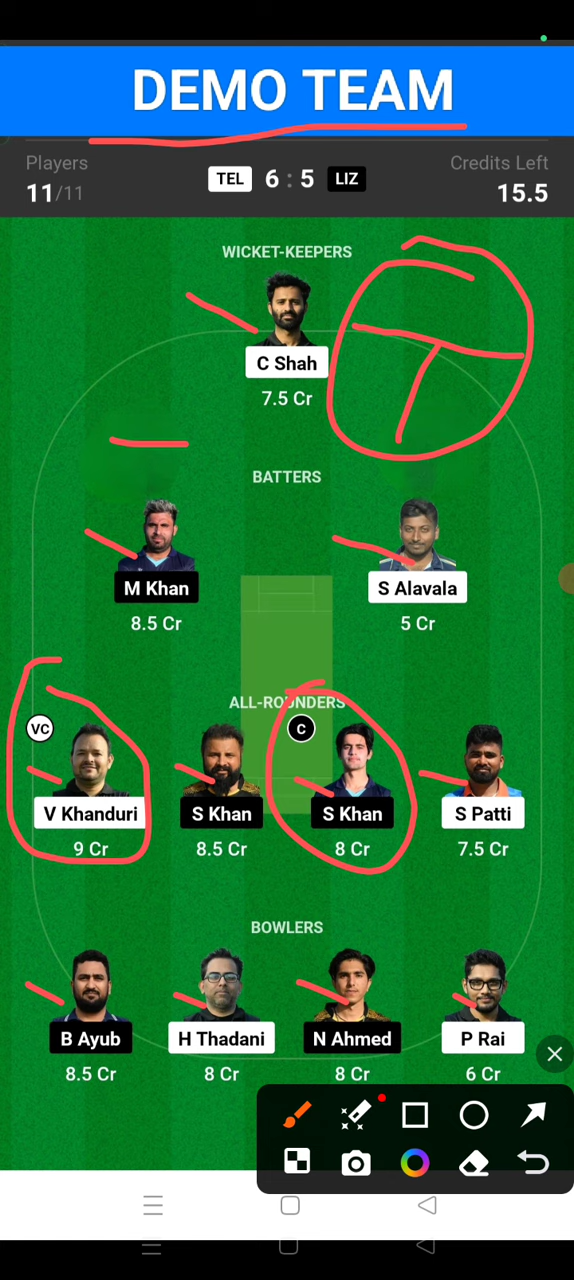 DEMO TEAM
Players
Credits Left
11/11
TEL 6 : 5 LIZ
15.5
WICKET-KEEPERS
C Shah
7.5 Cr
BATTERS
M Khan
S Alavala
8.5 Cr
5 Cr
ALL-ROUNDERS
VC
C
V Khanduri
S Khan
S Khan
S Patti
9 Cr
8.5 Cr
8 Cr
7.5 Cr
BOWLERS
B Ayub
H Thadani
N Ahmed
P Rai
8.5 Cr
8 Cr
8 Cr
6 Cr